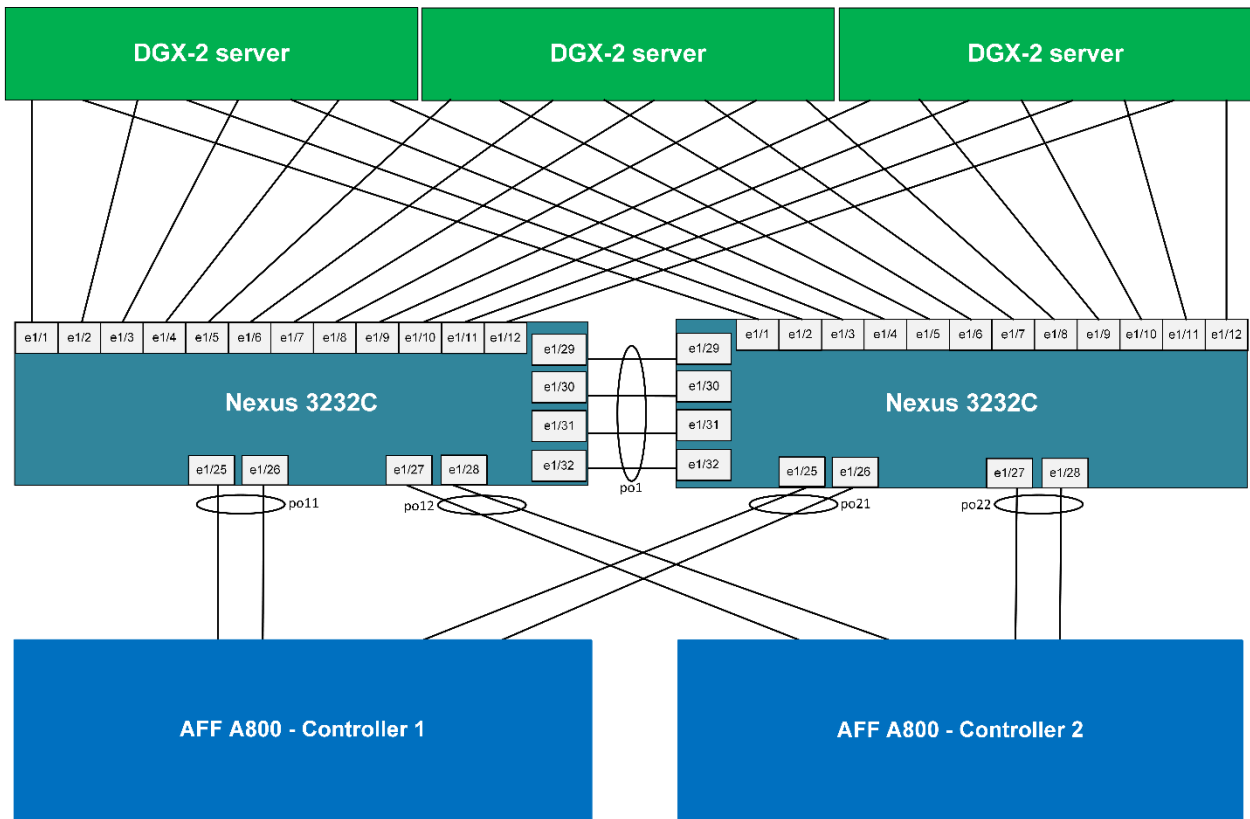 DGX-2 server
DGX-2 server
DGX-2 server
e1/1 e1/2 e1/3 e1/4 e1/5 e1/6 e1/7 e1/8 e1/9 e1/10 e1/11 e1/12
e1/29
e1/30
e1/31
e1/32
Nexus 3232C
e1/25 e1/26
e1/27 e1/28
po11
po12
po1
e1/1 e1/2 e1/3 e1/4 e1/5 e1/6 e1/7 e1/8 e1/9 e1/10 e1/11 e1/12
e1/29
e1/30
e1/31
e1/32
Nexus 3232C
e1/25 e1/26
e1/27 e1/28
po21
po22
AFF A800 - Controller 1
AFF A800 - Controller 2